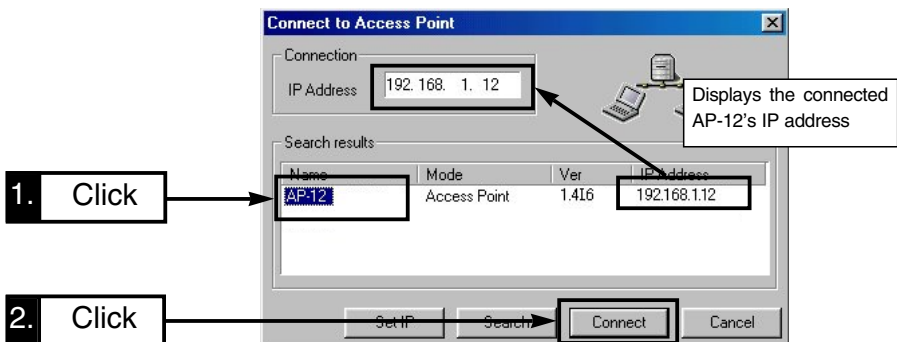 Connect to Access Point
Connection
IP Address 192. 168. 1. 12
Displays the connected
AP-12's IP address
Search results
Name Mode Ver IP Address
1. Click
AP-12 Access Point 1.4I6 192.168.1.12
2. Click
Set IP Search Connect Cancel